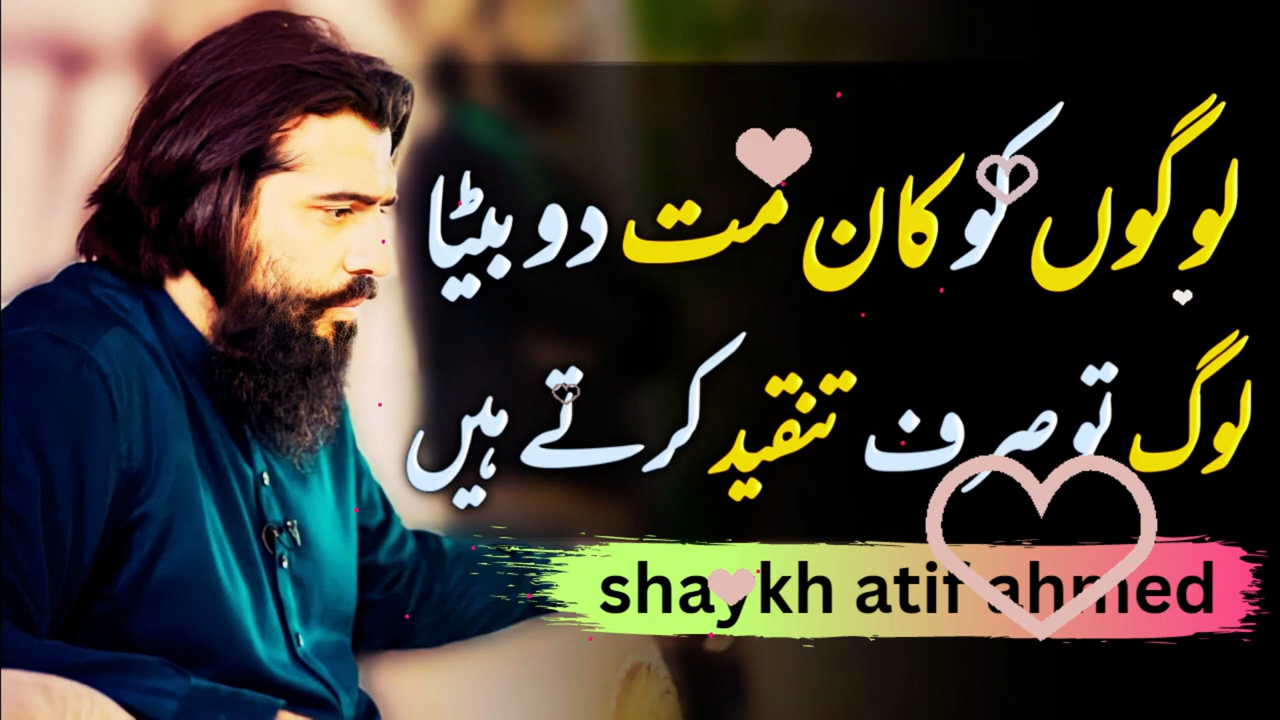 لوگوں کو کان مت دو بیٹا
لوگ تو صرف تنقید کرتے ہیں
shaykh atif ahmed